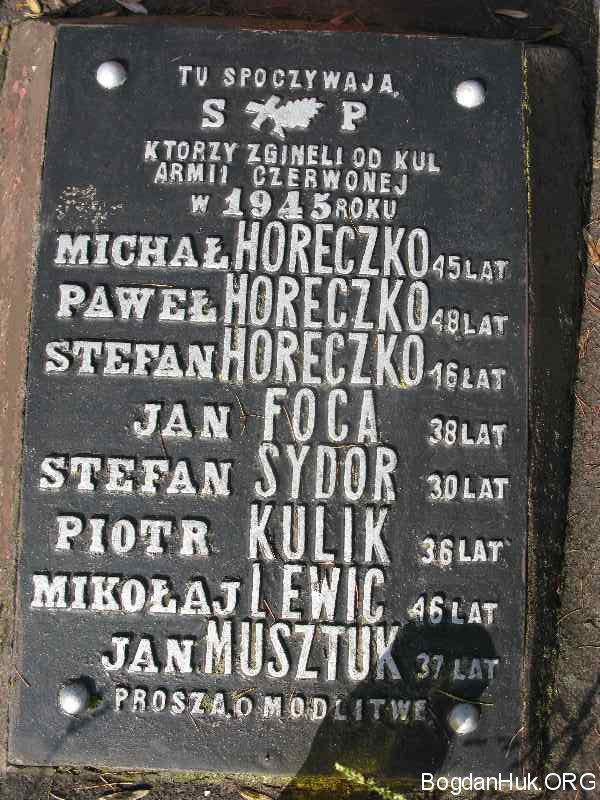 TU SPOCZYWAJĄ
S P
KTORZY ZGINELI OD KUL
ARMII CZERWONEJ
W 1945 ROKU
MICHAŁ HORECZKO 45 LAT
PAWEŁ HORECZKO 48 LAT
STEFAN HORECZKO 16 LAT
JAN FOCA 38 LAT
STEFAN SYDOR 30 LAT
PIOTR KULIK 36 LAT
MIKOŁAJ LEWIC 46 LAT
JAN MUSZTUK 37 LAT
PROSZĄ O MODLITWE
BogdanHuk.ORG